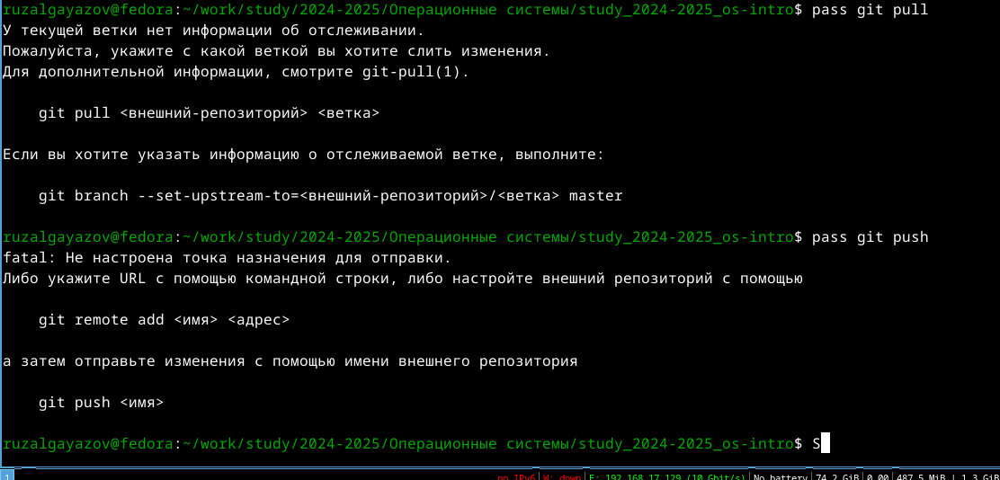 ruzalgayazov@fedora:~/work/study/2024-2025/Операционные системы/study_2024-2025_os-intro$ pass git pull
У текущей ветки нет информации об отслеживании.
Пожалуйста, укажите с какой веткой вы хотите слить изменения.
Для дополнительной информации, смотрите git-pull(1).
git pull <внешний-репозиторий> <ветка>
Если вы хотите указать информацию о отслеживаемой ветке, выполните:
git branch --set-upstream-to=<внешний-репозиторий>/<ветка> master
ruzalgayazov@fedora:~/work/study/2024-2025/Операционные системы/study_2024-2025_os-intro$ pass git push
fatal: Не настроена точка назначения для отправки.
Либо укажите URL с помощью командной строки, либо настройте внешний репозиторий с помощью
git remote add <имя> <адрес>
а затем отправьте изменения с помощью имени внешнего репозитория
git push <имя>
ruzalgayazov@fedora:~/work/study/2024-2025/Операционные системы/study_2024-2025_os-intro$ S
1 no IPv6 | W: down | E: 192.168.17.129 (10 Gbit/s) | No battery | 74.2 GiB | 0.00 | 487.5 MiB | 1.3 GiB